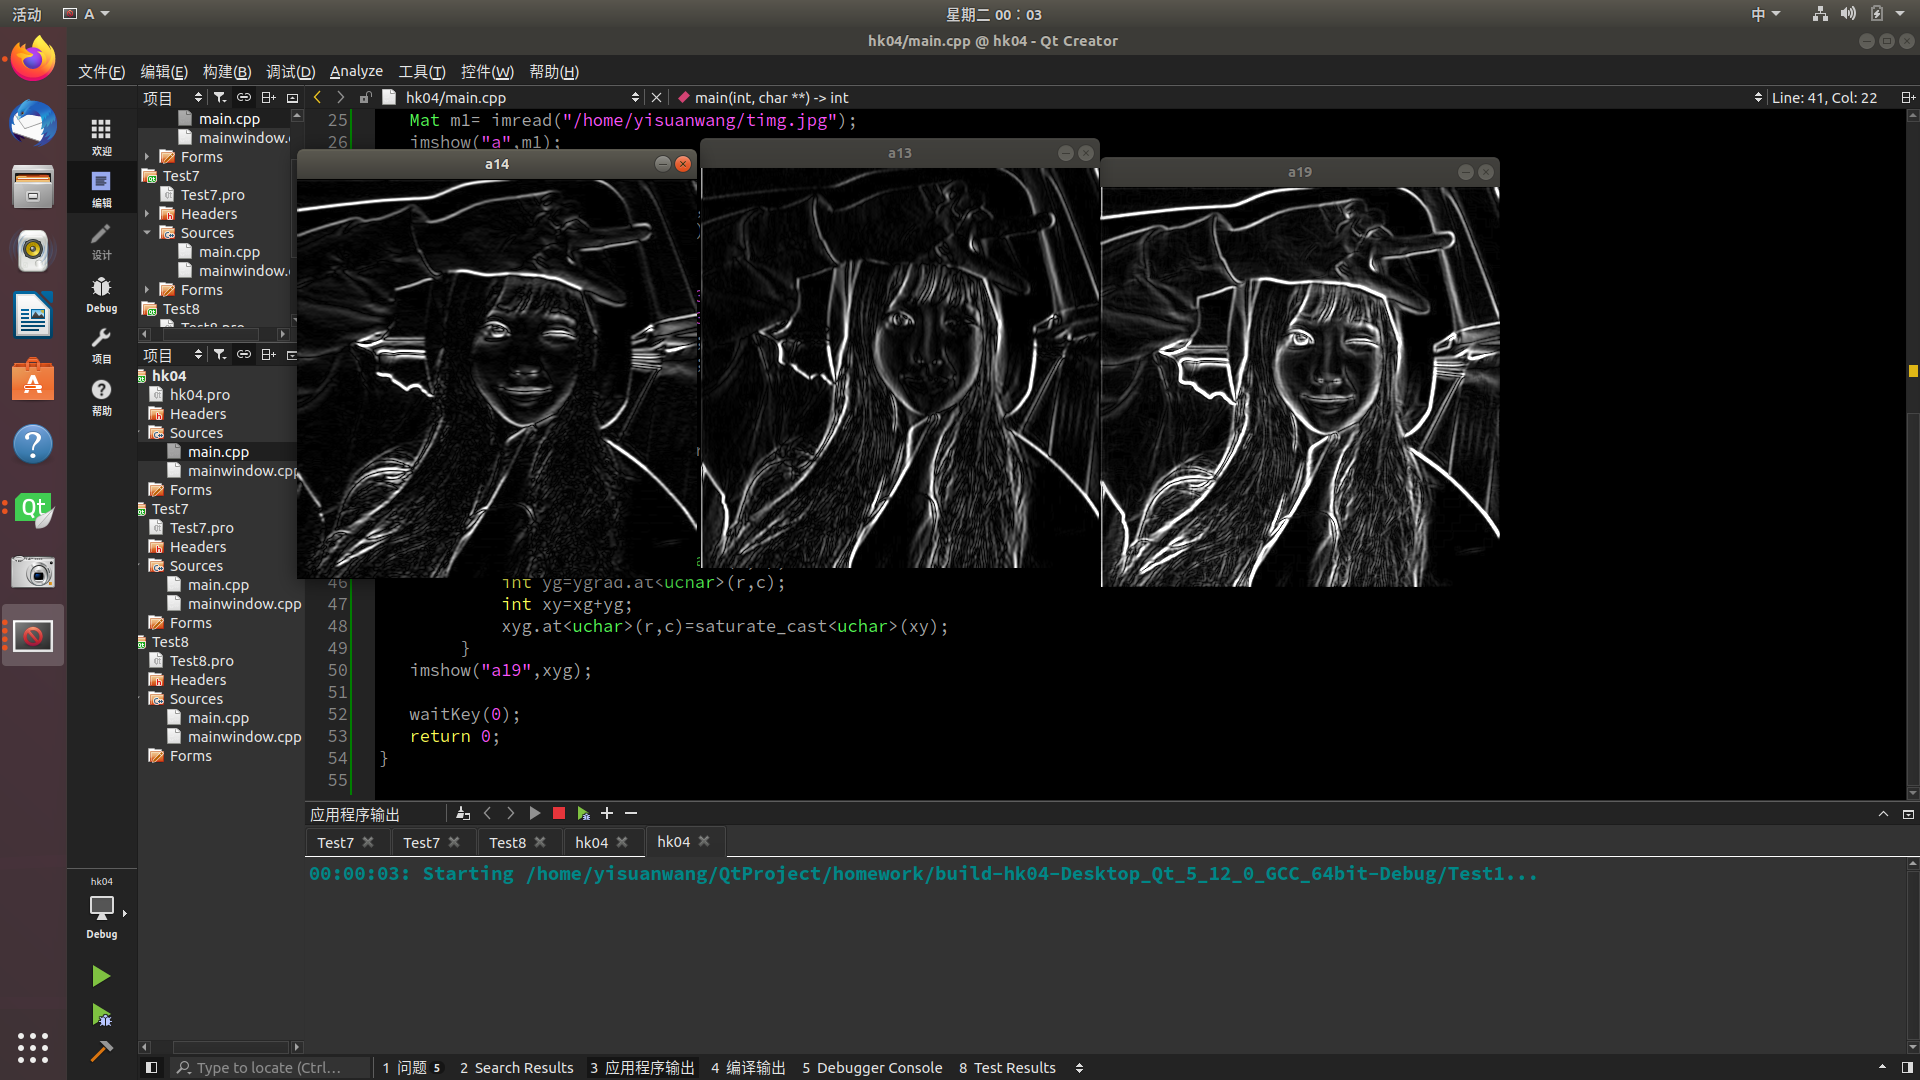 活动
A
星期二 00：03
中
hk04/main.cpp @ hk04 - Qt Creator
文件(F) 编辑(E) 构建(B) 调试(D) Analyze 工具(T) 控件(W) 帮助(H)
项目
hk04/main.cpp
main(int, char **) -> int
Line: 41, Col: 22
欢迎
编辑
设计
Debug
项目
帮助
main.cpp
mainwindow.c
Forms
Test7
Test7.pro
Headers
Sources
main.cpp
mainwindow.c
Forms
Test8
Test8.pro
项目
hk04
hk04.pro
Headers
Sources
main.cpp
mainwindow.cpp
Forms
Test7
Test7.pro
Headers
Sources
main.cpp
mainwindow.cpp
Forms
Test8
Test8.pro
Headers
Sources
main.cpp
mainwindow.cpp
Forms
25 Mat m1= imread("/home/yisuanwang/timg.jpg");
26 imshow("a",m1);
a14
a13
a19
46 int yg=ygrad.at<uchar>(r,c);
47 int xy=xg+yg;
48 xyg.at<uchar>(r,c)=saturate_cast<uchar>(xy);
49 }
50 imshow("a19",xyg);
51
52 waitKey(0);
53 return 0;
54 }
55
应用程序输出
Test7 Test7 Test8 hk04 hk04
00:00:03: Starting /home/yisuanwang/QtProject/homework/build-hk04-Desktop_Qt_5_12_0_GCC_64bit-Debug/Test1...
hk04
Debug
Type to locate (Ctrl...
1 问题 5 2 Search Results 3 应用程序输出 4 编译输出 5 Debugger Console 8 Test Results